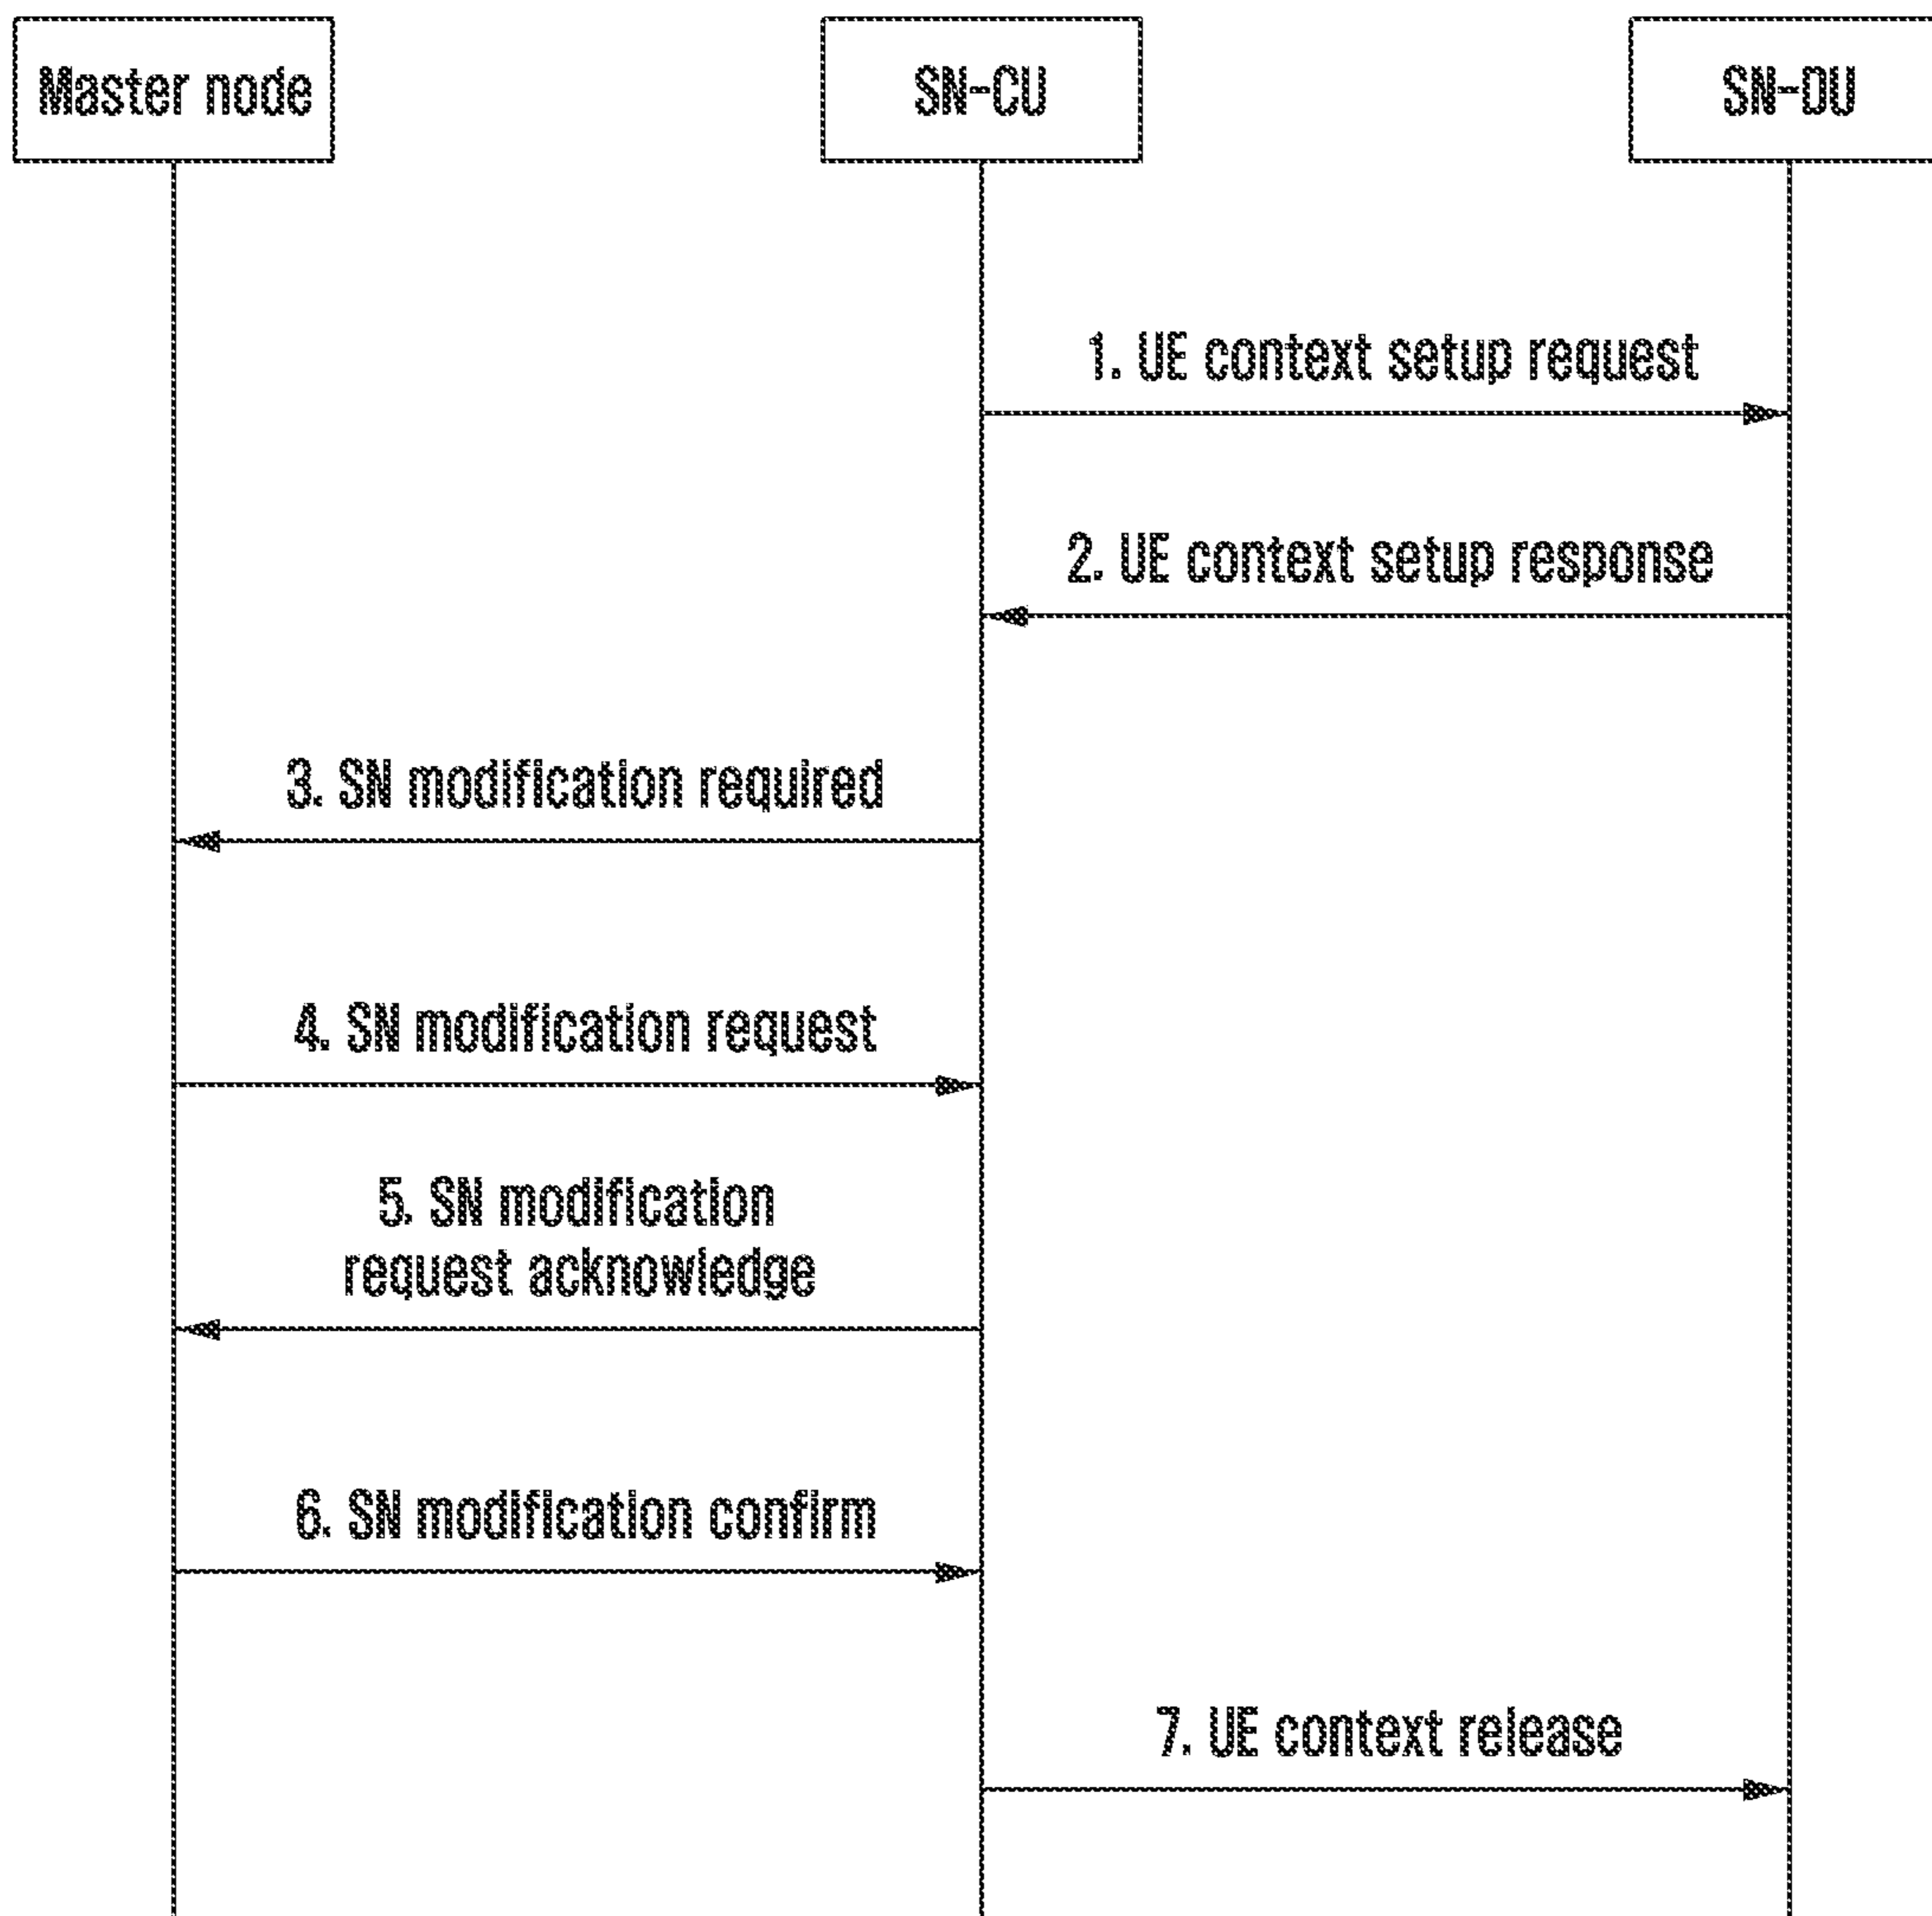 Master node
SN-CU
SN-DU
1. UE context setup request
2. UE context setup response
3. SN modification required
4. SN modification request
5. SN modification
request acknowledge
6. SN modification confirm
7. UE context release